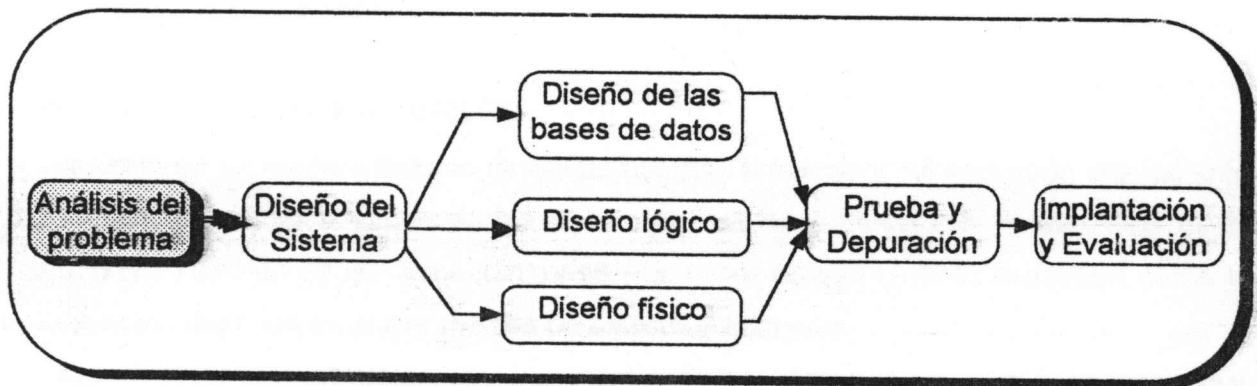 Análisis del
problema
Diseño del
Sistema
Diseño de las
bases de datos
Diseño lógico
Diseño físico
Prueba y
Depuración
Implantación
y Evaluación